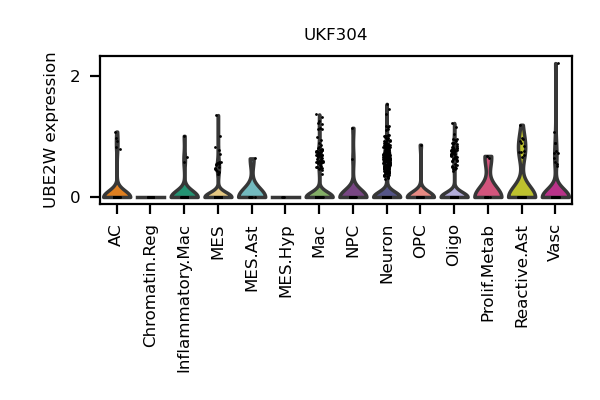 UKF304
UBE2W expression
2
0
AC
Chromatin.Reg
Inflammatory.Mac
MES
MES.Ast
MES.Hyp
Mac
NPC
Neuron
OPC
Oligo
Prolif.Metab
Reactive.Ast
Vasc